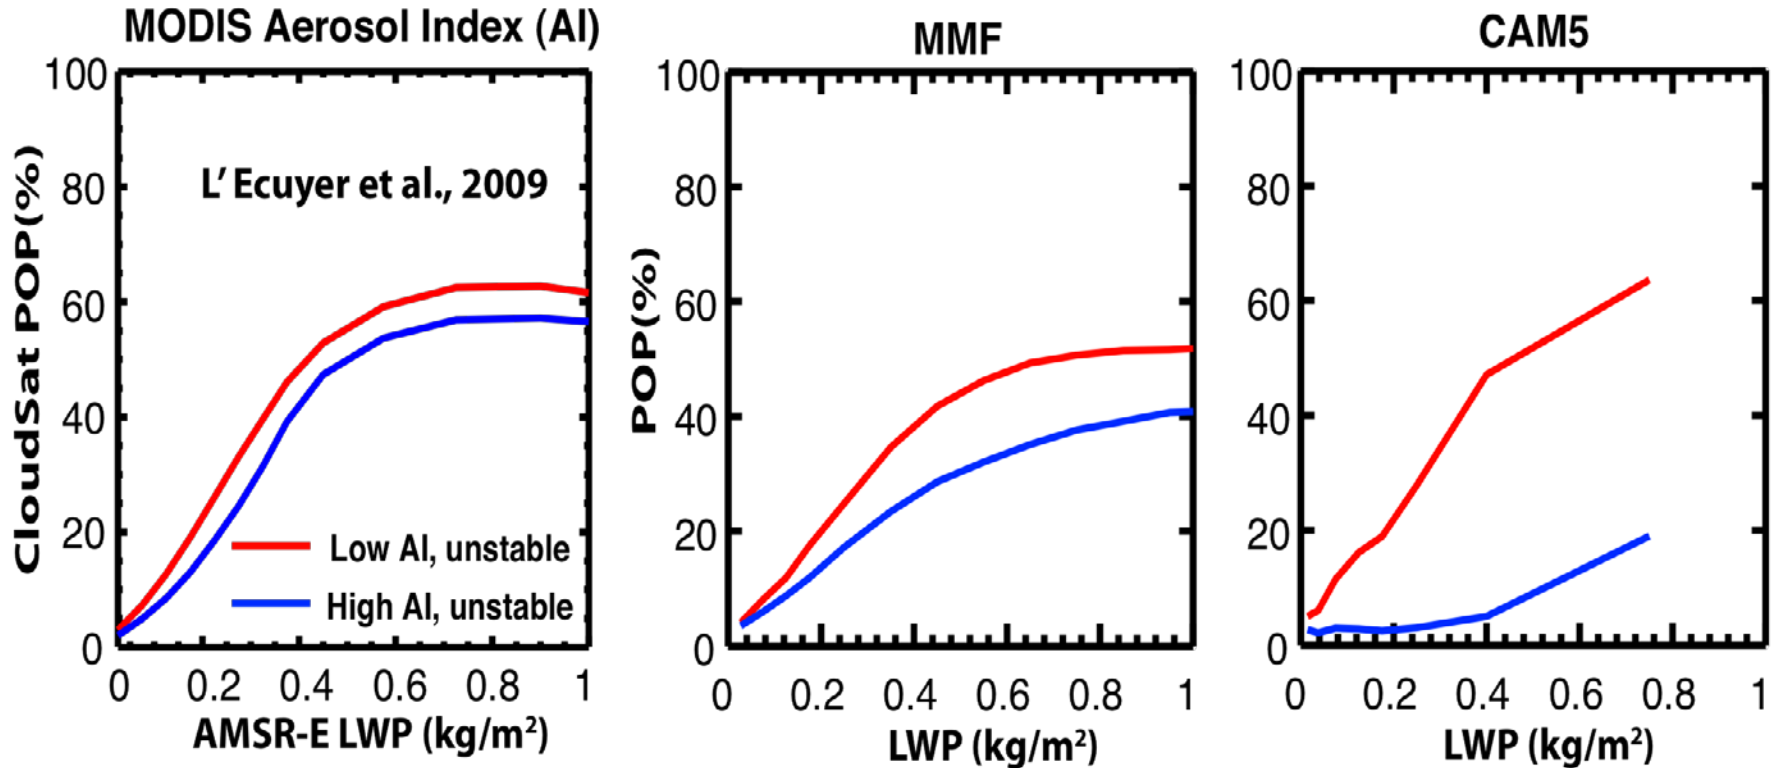 MODIS Aerosol Index (AI)
CloudSat POP(%)
100
80
60
40
20
0
L' Ecuyer et al., 2009
Low AI, unstable
High AI, unstable
0 0.2 0.4 0.6 0.8 1
AMSR-E LWP (kg/m²)
MMF
POP(%)
100
80
60
40
20
0
0 0.2 0.4 0.6 0.8 1
LWP (kg/m²)
CAM5
100
80
60
40
20
0
0 0.2 0.4 0.6 0.8 1
LWP (kg/m²)